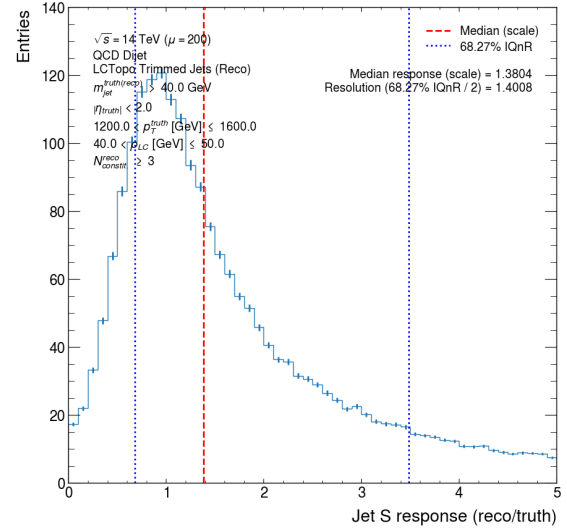 Entries
140
120
100
80
60
40
20
0
√s = 14 TeV (μ = 200)
QCD Dijet
LCTopo Trimmed Jets (Reco)
m_jet^truth(reco) > 40.0 GeV
|η_truth| < 2.0
1200.0 < p_T^truth [GeV] ≤ 1600.0
40.0 < ρ_LC [GeV] ≤ 50.0
N_constit^reco ≥ 3
Median (scale)
68.27% IQnR
Median response (scale) = 1.3804
Resolution (68.27% IQnR / 2) = 1.4008
0 1 2 3 4 5
Jet S response (reco/truth)